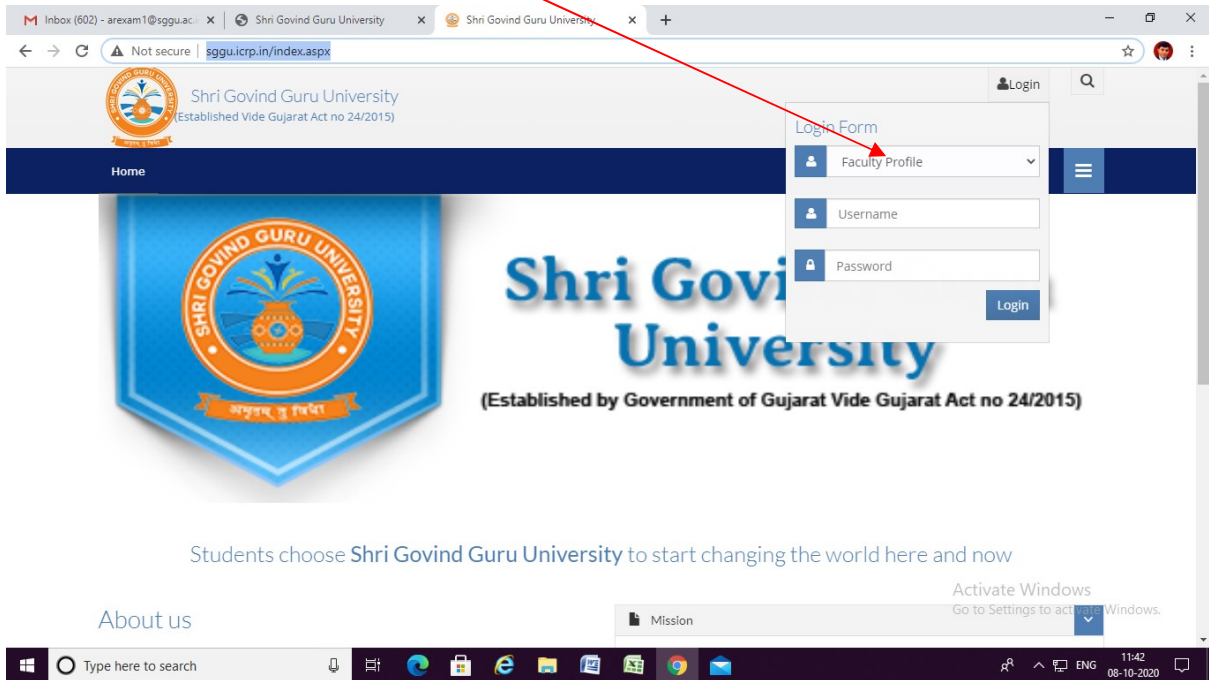 Inbox (602) - arexam1@sggu.ac.i
Shri Govind Guru University
Shri Govind Guru University
Not secure
sggu.icrp.in/index.aspx
SHRI GOVIND GURU UNIVERSITY
Shri Govind Guru University
(Established Vide Gujarat Act no 24/2015)
Login
Login Form
Faculty Profile
Home
Username
Password
Login
SHRI GOVIND GURU UNIVERSITY
Shri Govi
University
(Established by Government of Gujarat Vide Gujarat Act no 24/2015)
Students choose Shri Govind Guru University to start changing the world here and now
Activate Windows
Go to Settings to activate Windows.
About us
Mission
Type here to search
ENG
11:42
08-10-2020